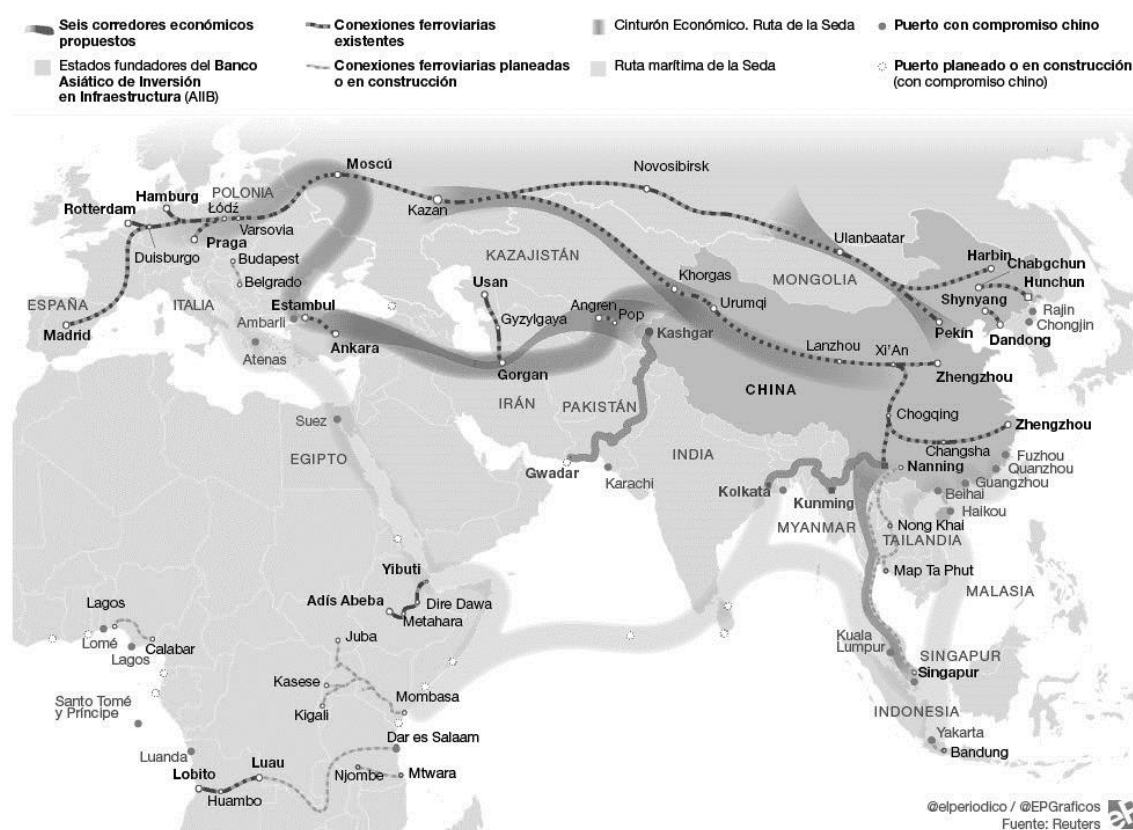 Seis corredores económicos
propuestos
Conexiones ferroviarias
existentes
Cinturón Económico. Ruta de la Seda
Puerto con compromiso chino
Estados fundadores del Banco
Asiático de Inversión
en Infraestructura (AIIB)
Conexiones ferroviarias planeadas
o en construcción
Ruta marítima de la Seda
Puerto planeado o en construcción
(con compromiso chino)
Moscú
Novosibirsk
Hamburg
POLONIA
Rotterdam
Łódź
Kazan
Varsovia
Praga
Ulanbaatar
Duisburgo
Budapest
KAZAJISTÁN
Harbin
Chabgchun
MONGOLIA
Khorgas
Hunchun
Belgrado
Usan
ESPAÑA
ITALIA
Estambul
Angren
Urumqi
Shynyang
Rajin
Ambarli
Gyzylgaya
Pop
Chongjin
Madrid
Kashgar
Pekín
Dandong
Ankara
Lanzhou
Xi'An
Atenas
Gorgan
Zhengzhou
CHINA
IRÁN
PAKISTÁN
Chogqing
Suez
Zhengzhou
EGIPTO
INDIA
Changsha
Fuzhou
Gwadar
Nanning
Quanzhou
Karachi
Guangzhou
Kolkata
Kunming
Beihai
Haikou
MYANMAR
Nong Khai
TAILANDIA
Yibuti
Map Ta Phut
MALASIA
Adís Abeba
Dire Dawa
Lagos
Metahara
Juba
Lomé
Calabar
Kuala
Lumpur
Lagos
SINGAPUR
Kasese
Singapur
Mombasa
Santo Tomé
y Príncipe
Kigali
INDONESIA
Yakarta
Dar es Salaam
Luanda
Bandung
Luau
Lobito
Njombe
Mtwara
Huambo
@elperiodico / @EPGraficos
Fuente: Reuters
eP